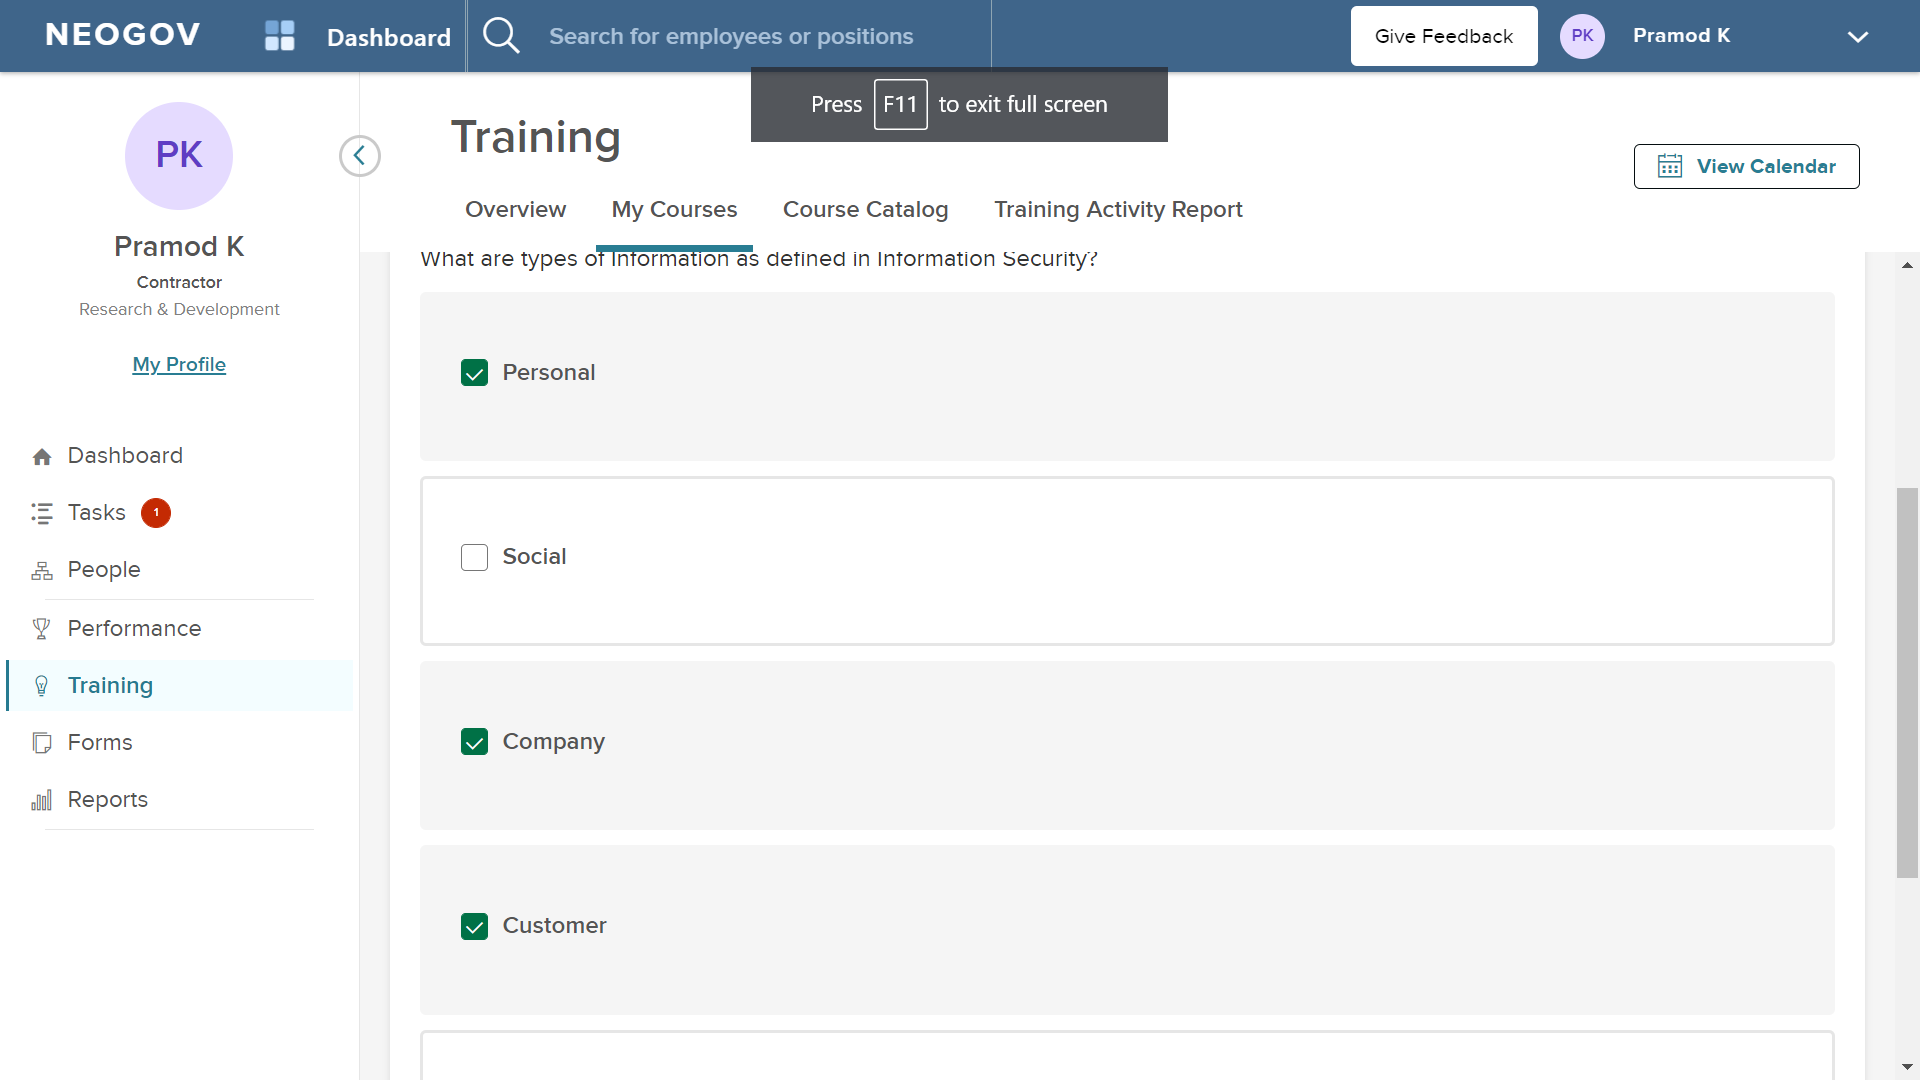 NEOGOV
Dashboard
Search for employees or positions
Give Feedback
PK
Pramod K
Press F11 to exit full screen
PK
Pramod K
Contractor
Research & Development
My Profile
Dashboard
Tasks 1
People
Performance
Training
Forms
Reports
Training
View Calendar
Overview
My Courses
Course Catalog
Training Activity Report
What are types of Information as defined in Information Security?
Personal
Social
Company
Customer